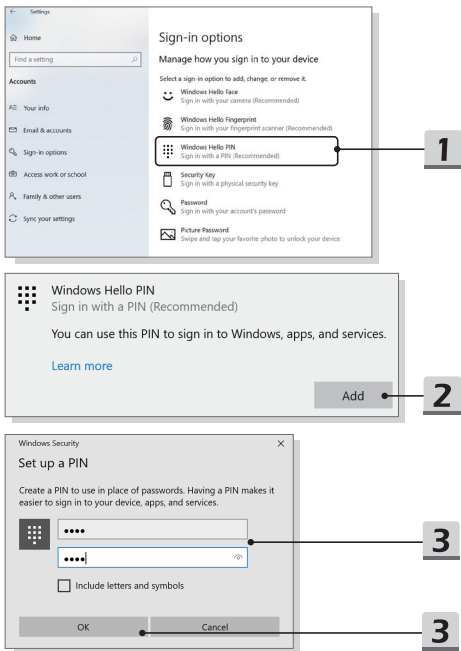 Settings
Home
Sign-in options
Find a setting
Manage how you sign in to your device
Accounts
Select a sign-in option to add, change, or remove it.
Windows Hello Face
Sign in with your camera (Recommended)
Your info
Windows Hello Fingerprint
Sign in with your fingerprint scanner (Recommended)
Email & accounts
Windows Hello PIN
Sign in with a PIN (Recommended)
1
Sign-in options
Access work or school
Security Key
Sign in with a physical security key
Family & other users
Password
Sign in with your account's password
Sync your settings
Picture Password
Swipe and tap your favorite photo to unlock your device
Windows Hello PIN
Sign in with a PIN (Recommended)
You can use this PIN to sign in to Windows, apps, and services.
Learn more
Add
2
Windows Security
Set up a PIN
Create a PIN to use in place of passwords. Having a PIN makes it
easier to sign in to your device, apps, and services.
••••
••••
3
Include letters and symbols
OK
Cancel
3